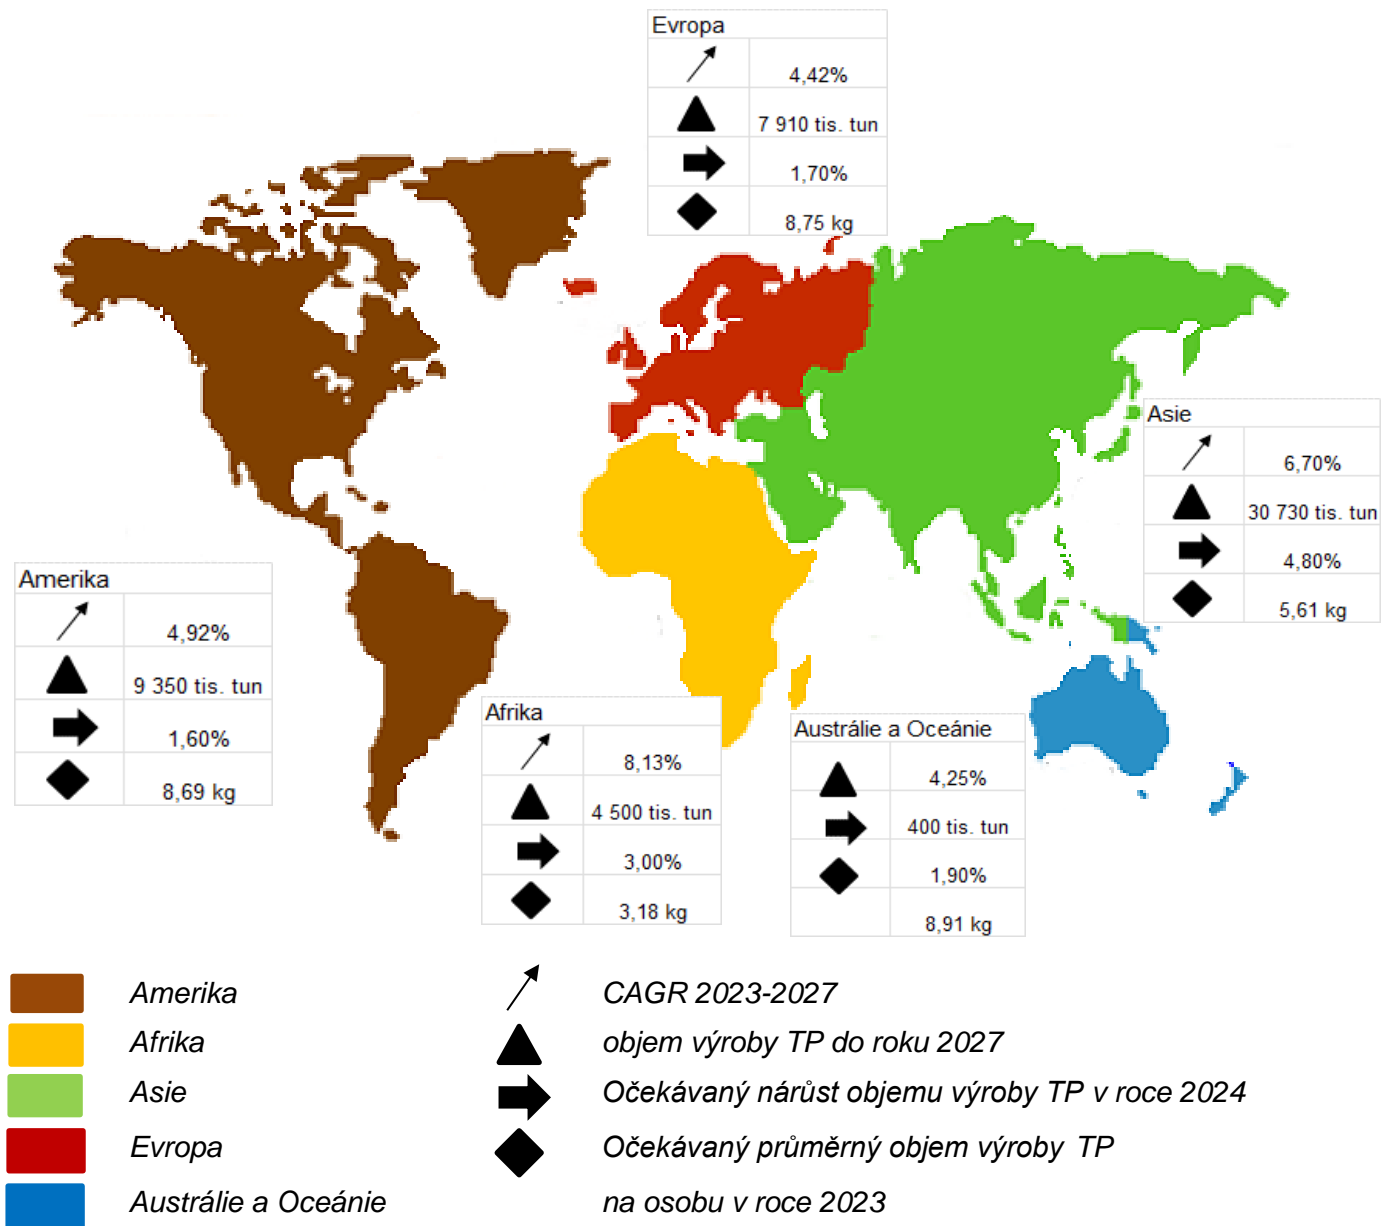 Evropa
4,42%
7 910 tis. tun
1,70%
8,75 kg
Asie
6,70%
30 730 tis. tun
4,80%
5,61 kg
Amerika
4,92%
9 350 tis. tun
1,60%
8,69 kg
Afrika
8,13%
4 500 tis. tun
3,00%
3,18 kg
Austrálie a Oceánie
4,25%
400 tis. tun
1,90%
8,91 kg
Amerika
Afrika
Asie
Evropa
Austrálie a Oceánie
CAGR 2023-2027
objem výroby TP do roku 2027
Očekávaný nárůst objemu výroby TP v roce 2024
Očekávaný průměrný objem výroby TP
na osobu v roce 2023